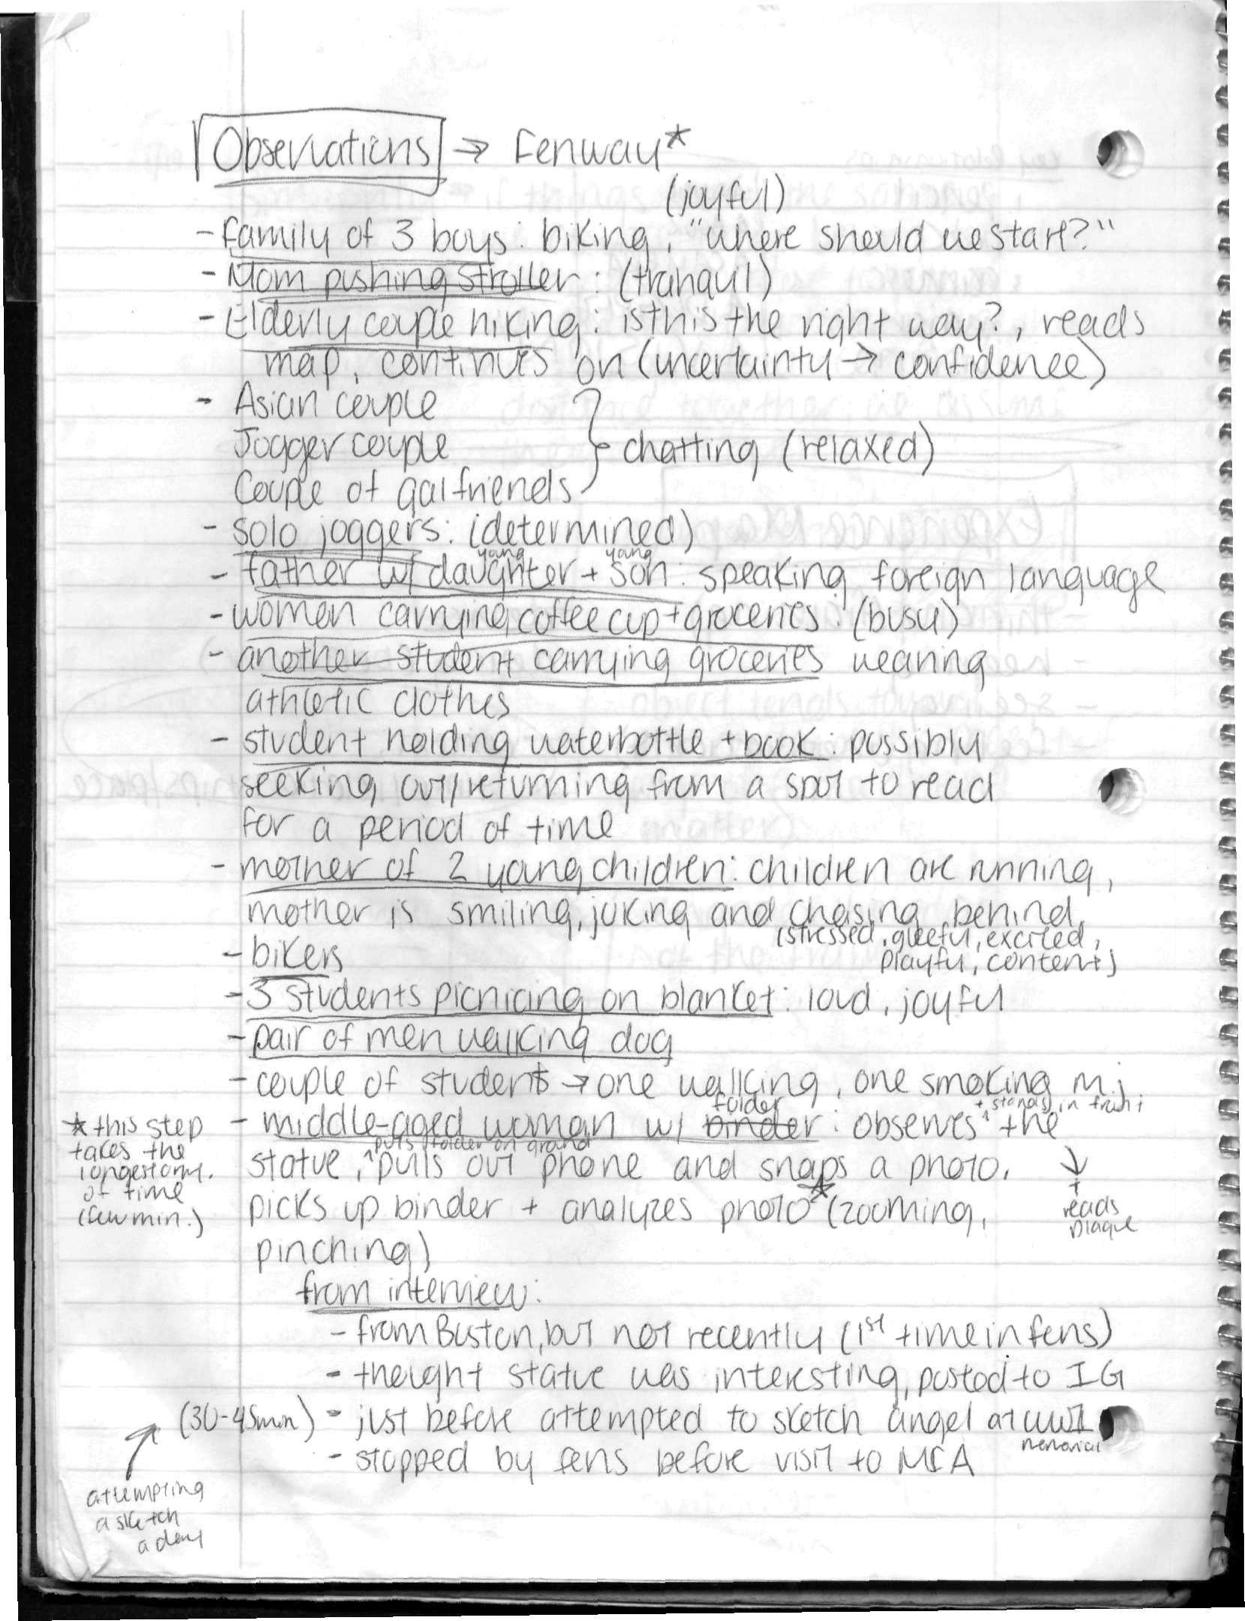 Observations → Fenway*
(joyful)
- family of 3 boys: biking, "where should we start?"
- Mom pushing stroller: (tranquil)
- Elderly couple hiking: is this the right way?, reads
map, continues on (uncertainty → confidence)
- Asian couple
Jogger couple
Couple of galfriends
} chatting (relaxed)
- solo joggers: (determined)
young young
- father w/ daughter + son: speaking foreign language
- women carrying coffee cup + groceries: (busy)
- another student carrying groceries wearing
athletic clothes
- student holding waterbottle + book: possibly
seeking out/returning from a spot to read
for a period of time
- mother of 2 young children: children are running,
mother is smiling, joking and chasing behind,
(stressed, gleeful, excited,
playful, content)
- bikers
- 3 students picnicing on blanket: loud, joyful
- pair of men walking dog
- couple of students → one walking, one smoking mj
folder + stands in front
- middle-aged woman w/ binder: observes ^ the
puts folder on ground
statue, ^ pulls out phone and snaps a photo.
picks up binder + analyzes photo* (zooming,
pinching)
↓
+
reads
plaque
* this step
takes the
longest amt.
of time
(few min.)
from interview:
- from Boston, but not recently (1st time in fens)
- thought statue was interesting, posted to IG
(30-45min) - just before attempted to sketch angel at WWII
memorial
- stopped by fens before visit to MFA
attempting
a sketch
a day